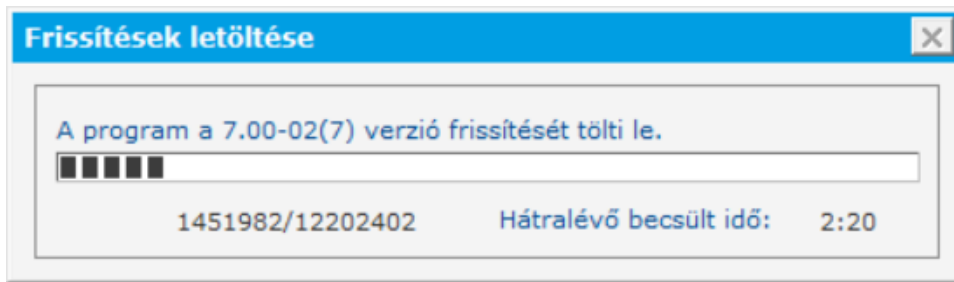 Frissítések letöltése
A program a 7.00-02(7) verzió frissítését tölti le.
1451982/12202402 Hátralévő becsült idő: 2:20